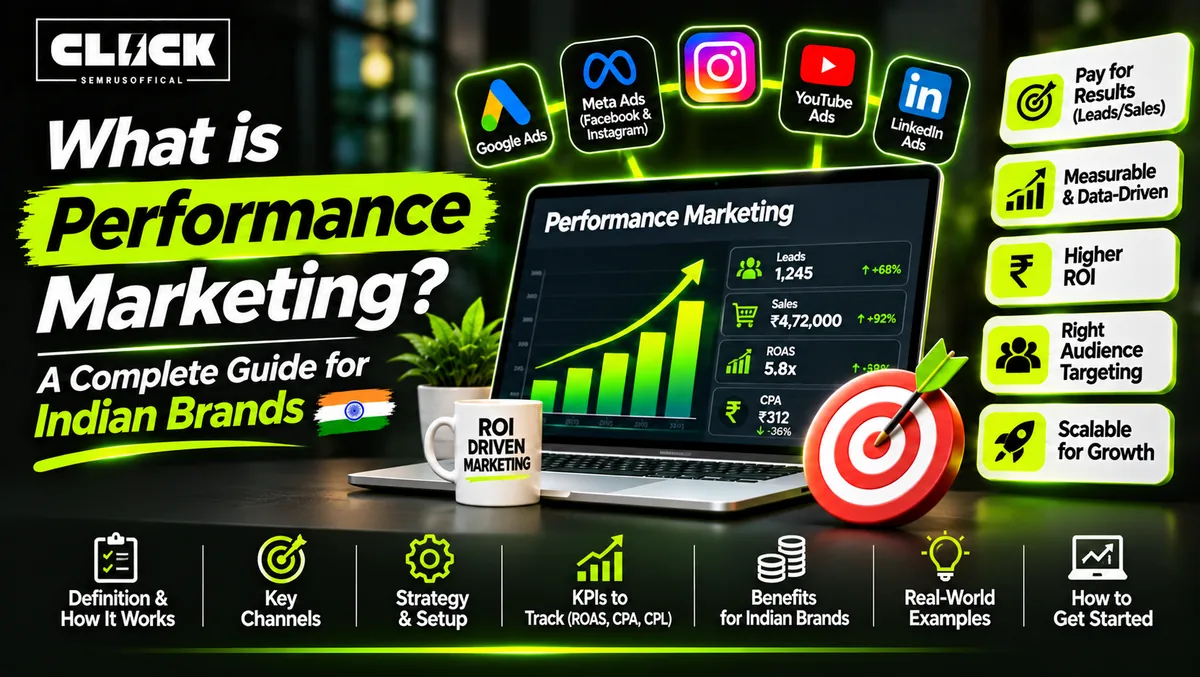 CLICK
SEMRUSOFFICAL
What is
Performance
Marketing?
A Complete Guide for
Indian Brands
Google Ads
Meta Ads
(Facebook &
Instagram)
YouTube
Ads
in
LinkedIn
Ads
Performance Marketing
Leads
1,245
↑ +68%
Sales
₹4,72,000
↑ +92%
ROAS
5.8x
CPA
₹312
↓ -36%
ROI
DRIVEN
MARKETING
Pay for
Results
(Leads/Sales)
Measurable
& Data-Driven
₹
Higher
ROI
Right
Audience
Targeting
Scalable
for Growth
Definition &
How It Works
Key
Channels
Strategy
& Setup
KPIs to
Track (ROAS, CPA, CPL)
Benefits
for Indian Brands
Real-World
Examples
How to
Get Started